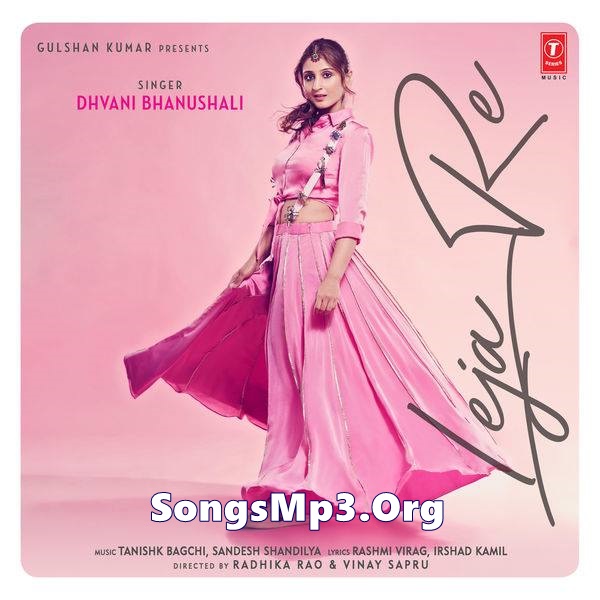 GULSHAN KUMAR PRESENTS
T
SERIES
MUSIC
SINGER
DHVANI BHANUSHALI
Leja Re
SongsMp3.Org
MUSIC TANISHK BAGCHI, SANDESH SHANDILYA LYRICS RASHMI VIRAG, IRSHAD KAMIL
DIRECTED BY RADHIKA RAO & VINAY SAPRU